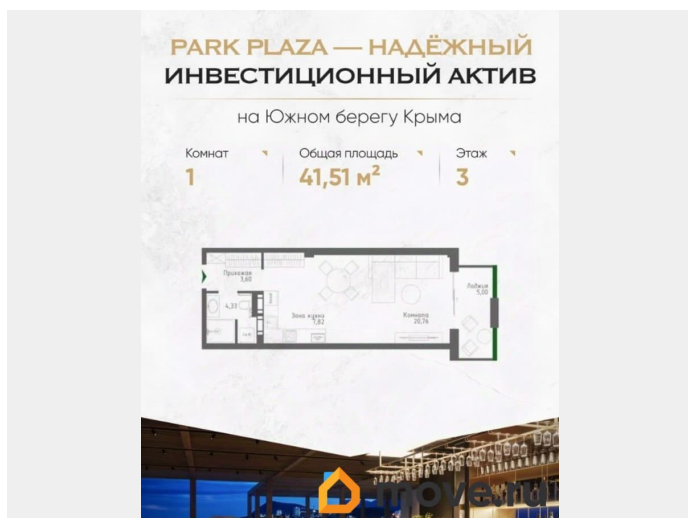 PARK PLAZA — НАДЁЖНЫЙ
ИНВЕСТИЦИОННЫЙ АКТИВ
на Южном берегу Крыма
Комнат Общая площадь Этаж
1 41,51 м² 3
Прихожая
3,60
4,33
Зона кухни
7,82
Комната
20,76
Лоджия
5,00
move.ru